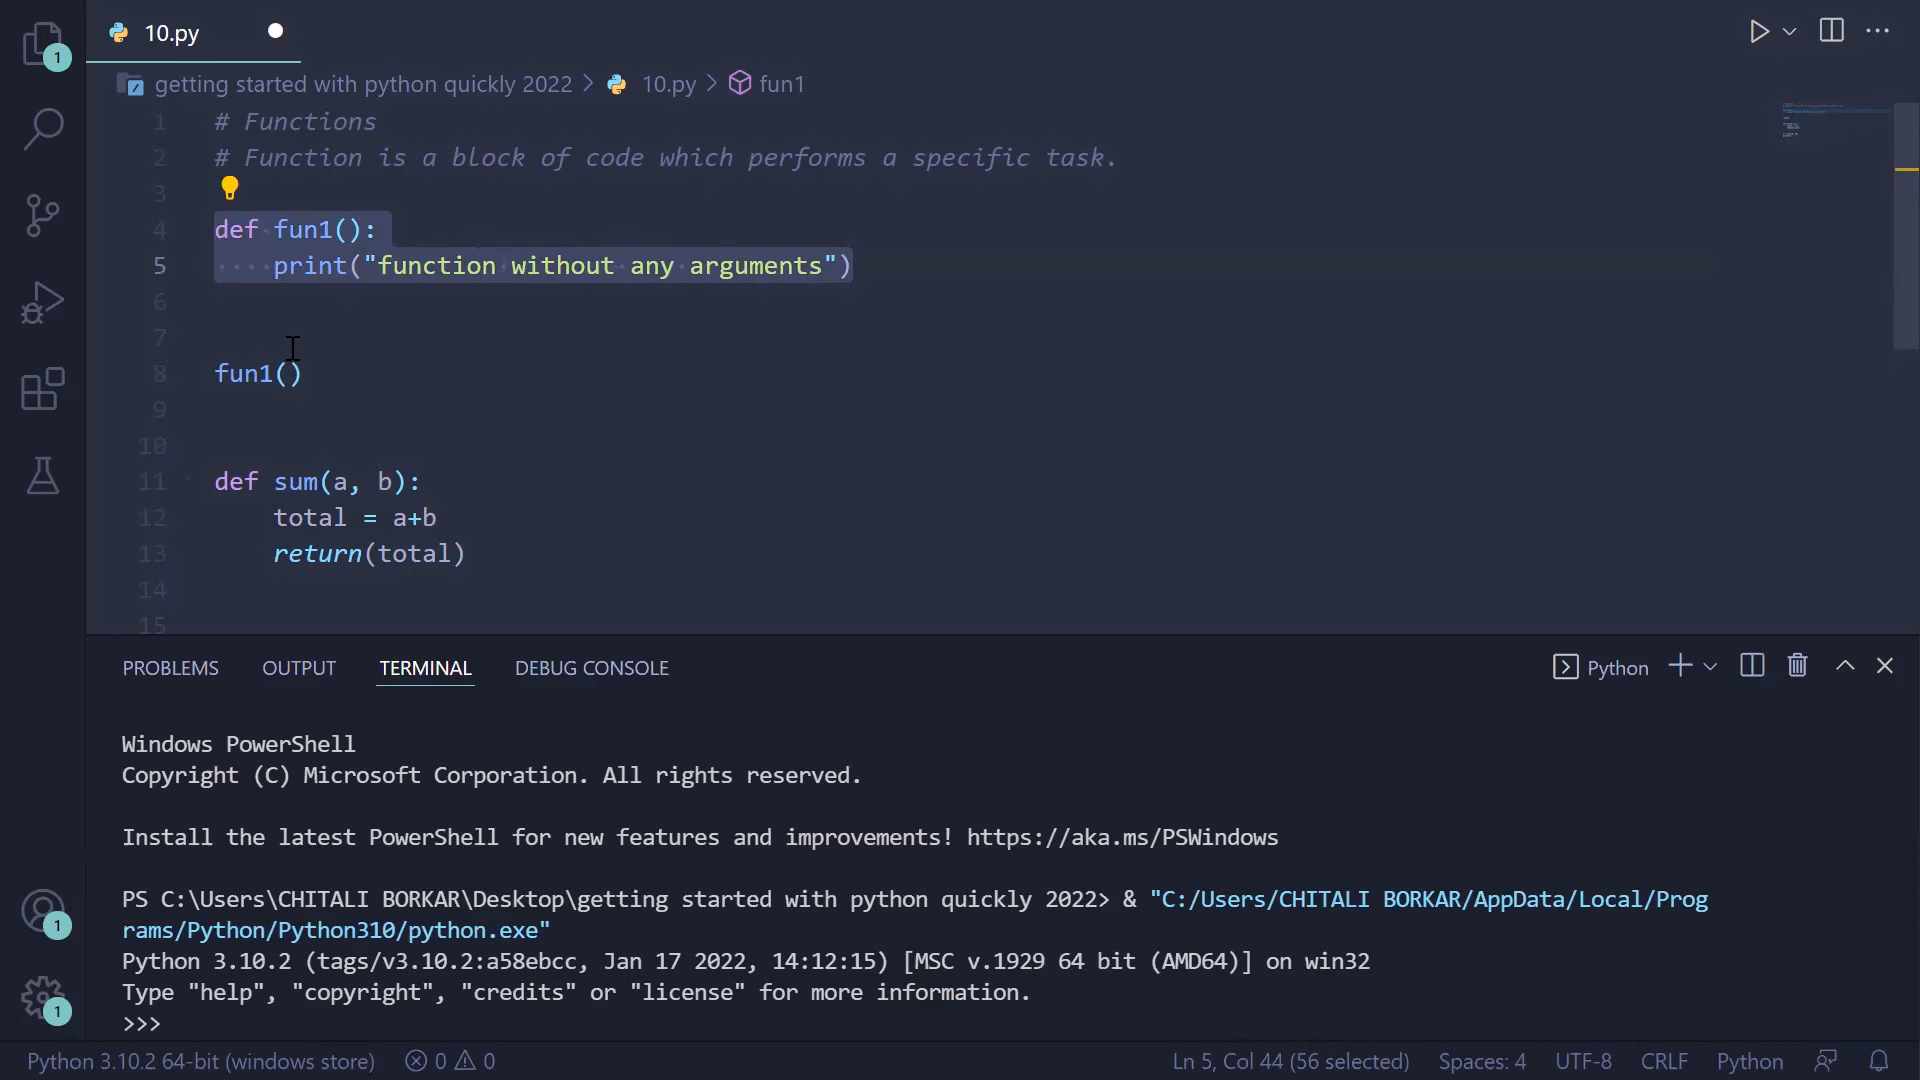 1
10.py
getting started with python quickly 2022 > 10.py > fun1
1 # Functions
2 # Function is a block of code which performs a specific task.
3
4 def fun1():
5     print("function without any arguments")
6
7
8 fun1()
9
10
11 def sum(a, b):
12     total = a+b
13     return(total)
14
15
PROBLEMS OUTPUT TERMINAL DEBUG CONSOLE Python
Windows PowerShell
Copyright (C) Microsoft Corporation. All rights reserved.
Install the latest PowerShell for new features and improvements! https://aka.ms/PSWindows
PS C:\Users\CHITALI BORKAR\Desktop\getting started with python quickly 2022> & "C:/Users/CHITALI BORKAR/AppData/Local/Prog
rams/Python/Python310/python.exe"
Python 3.10.2 (tags/v3.10.2:a58ebcc, Jan 17 2022, 14:12:15) [MSC v.1929 64 bit (AMD64)] on win32
Type "help", "copyright", "credits" or "license" for more information.
>>>
1
1
Python 3.10.2 64-bit (windows store) 0 0 Ln 5, Col 44 (56 selected) Spaces: 4 UTF-8 CRLF Python